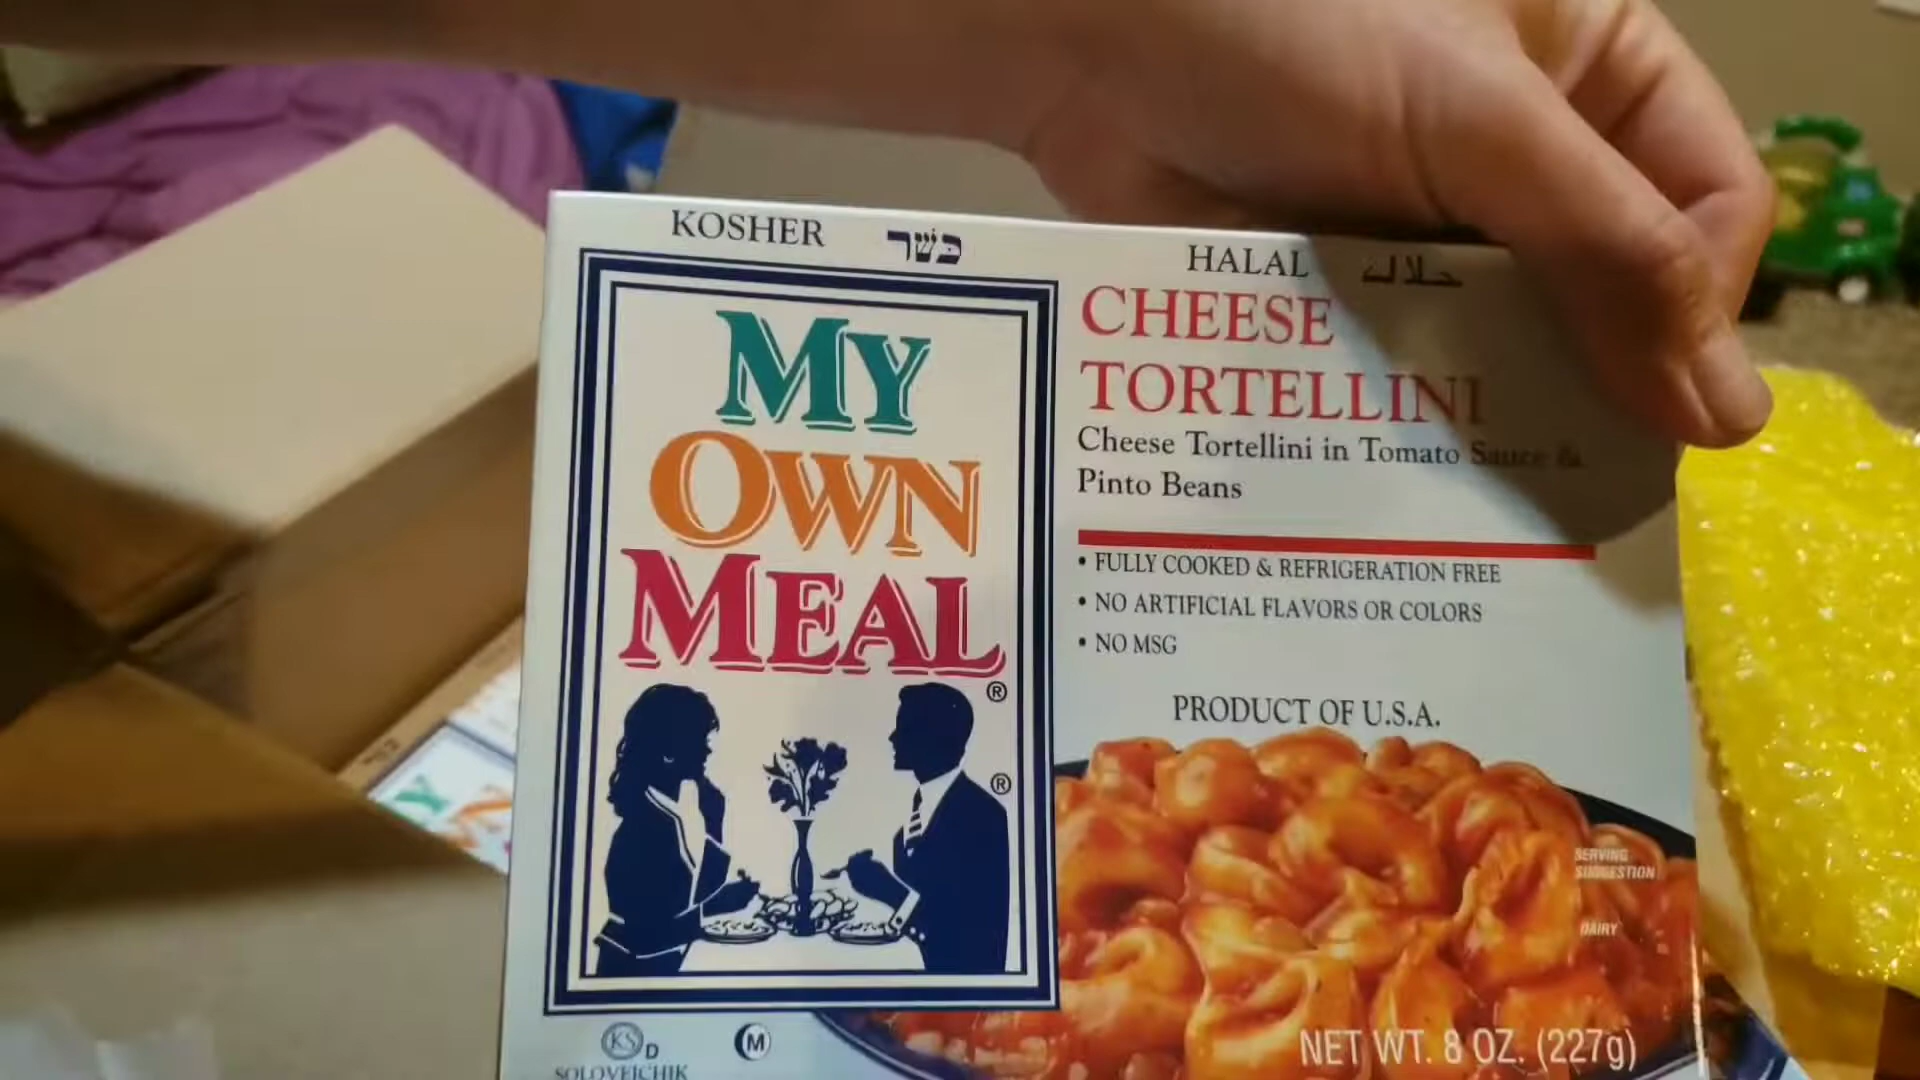 KOSHER כּשׁר
HALAL حلال
MY
OWN
MEAL
®
®
CHEESE
TORTELLINI
Cheese Tortellini in Tomato Sauce &
Pinto Beans
• FULLY COOKED & REFRIGERATION FREE
• NO ARTIFICIAL FLAVORS OR COLORS
• NO MSG
PRODUCT OF U.S.A.
SERVING
SUGGESTION
DAIRY
NET WT. 8 OZ. (227g)
KS D
SOLOVEICHIK
M